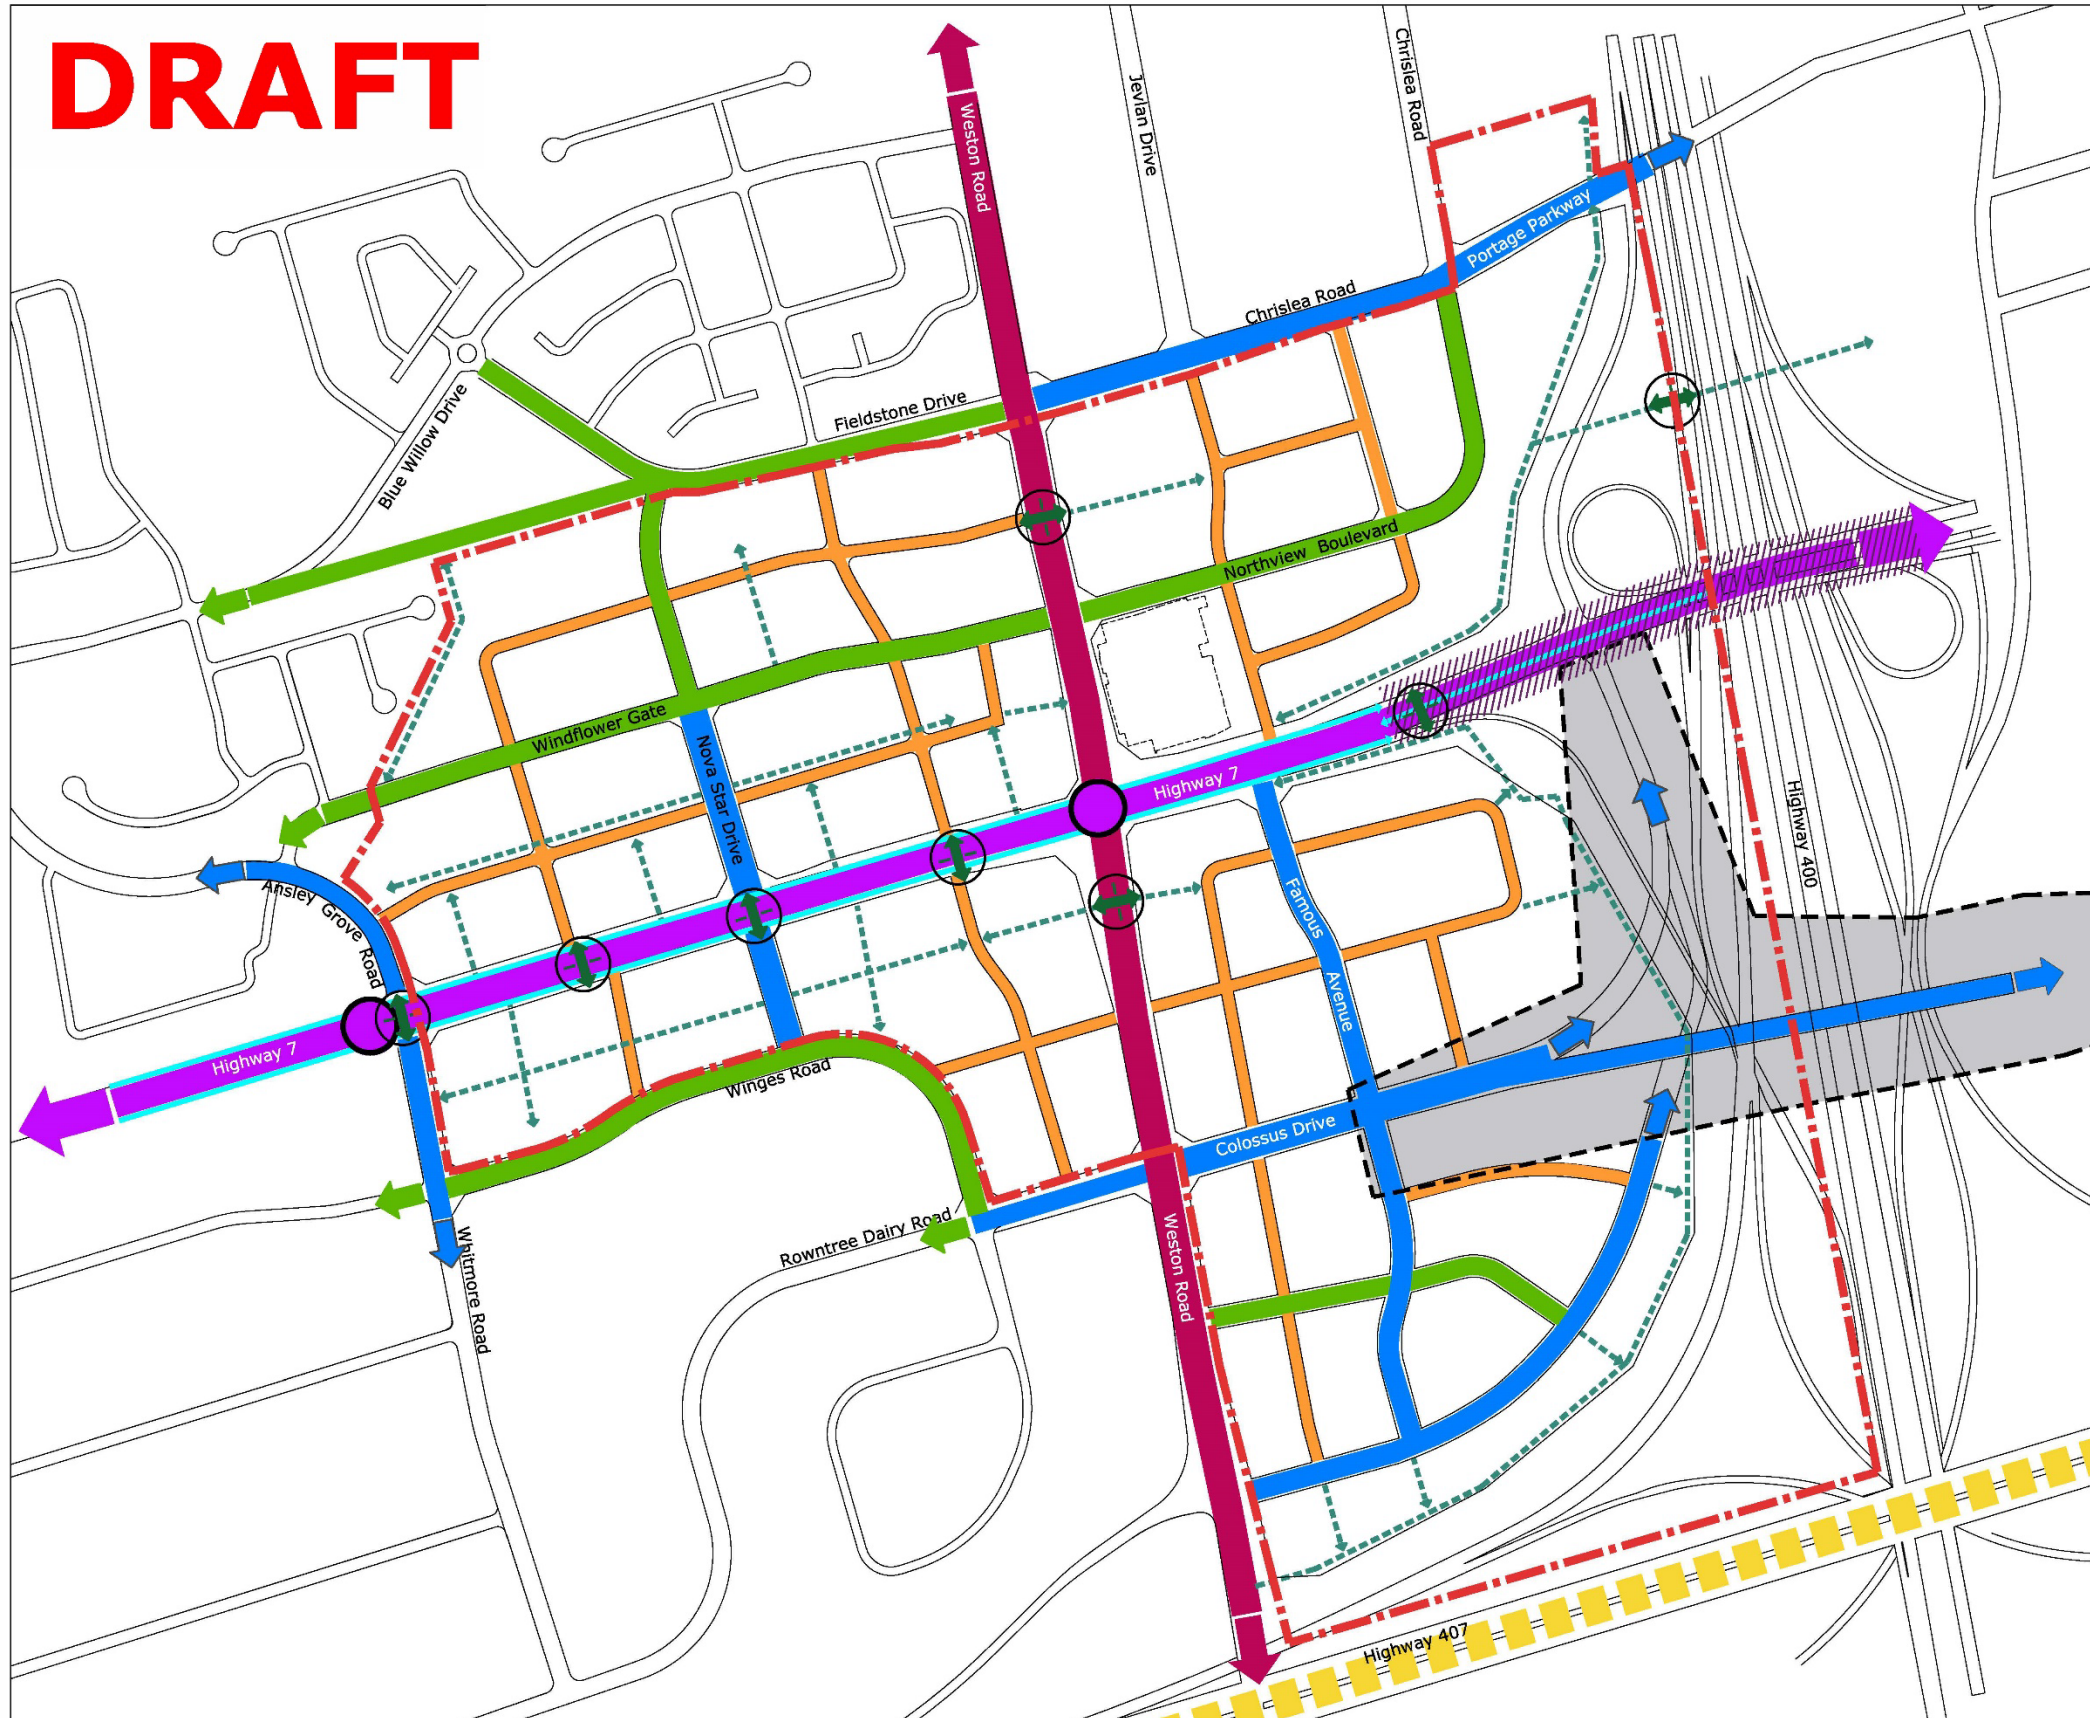 DRAFT
Weston Road
Jevlan Drive
Chrislea Road
Portage Parkway
Chrislea Road
Fieldstone Drive
Blue Willow Drive
Northview Boulevard
Windflower Gate
Nova Star Drive
Highway 7
Highway 400
Ansley Grove Road
Famous Avenue
Highway 7
Winges Road
Colossus Drive
Rowntree Dairy Road
Whitmore Road
Weston Road
Highway 407